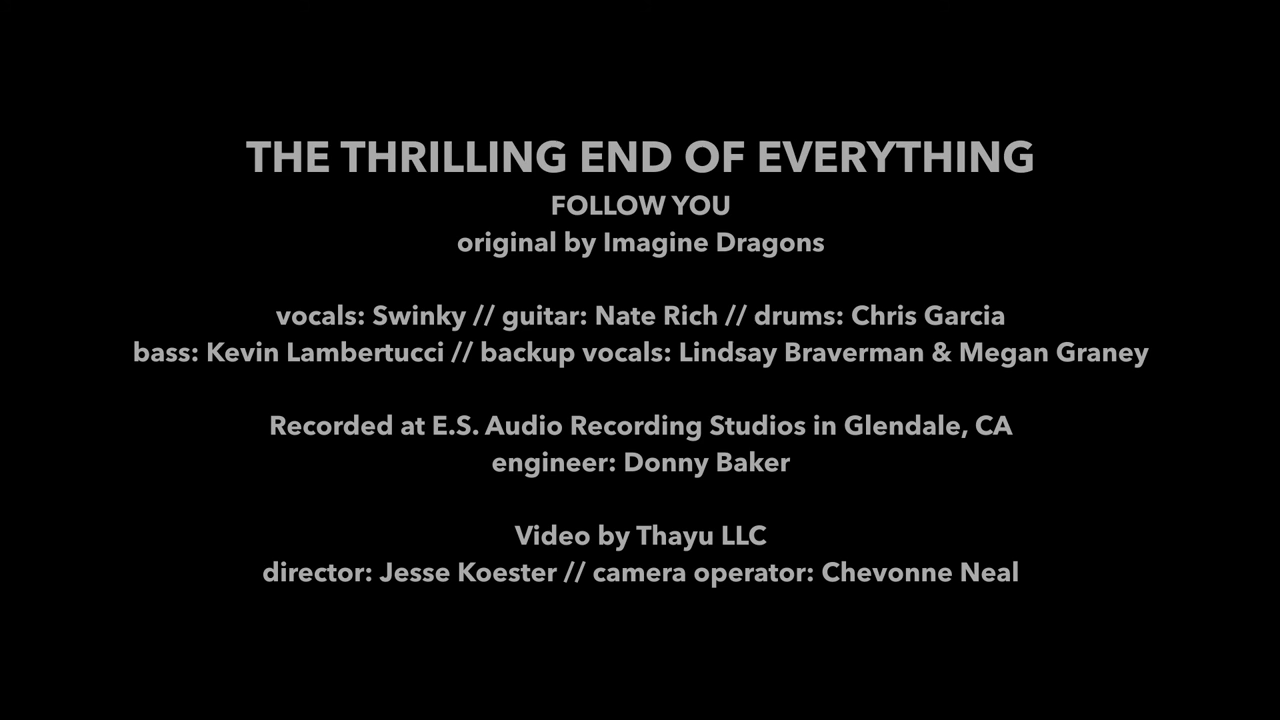 THE THRILLING END OF EVERYTHING
FOLLOW YOU
original by Imagine Dragons
vocals: Swinky // guitar: Nate Rich // drums: Chris Garcia
bass: Kevin Lambertucci // backup vocals: Lindsay Braverman & Megan Graney
Recorded at E.S. Audio Recording Studios in Glendale, CA
engineer: Donny Baker
Video by Thayu LLC
director: Jesse Koester // camera operator: Chevonne Neal